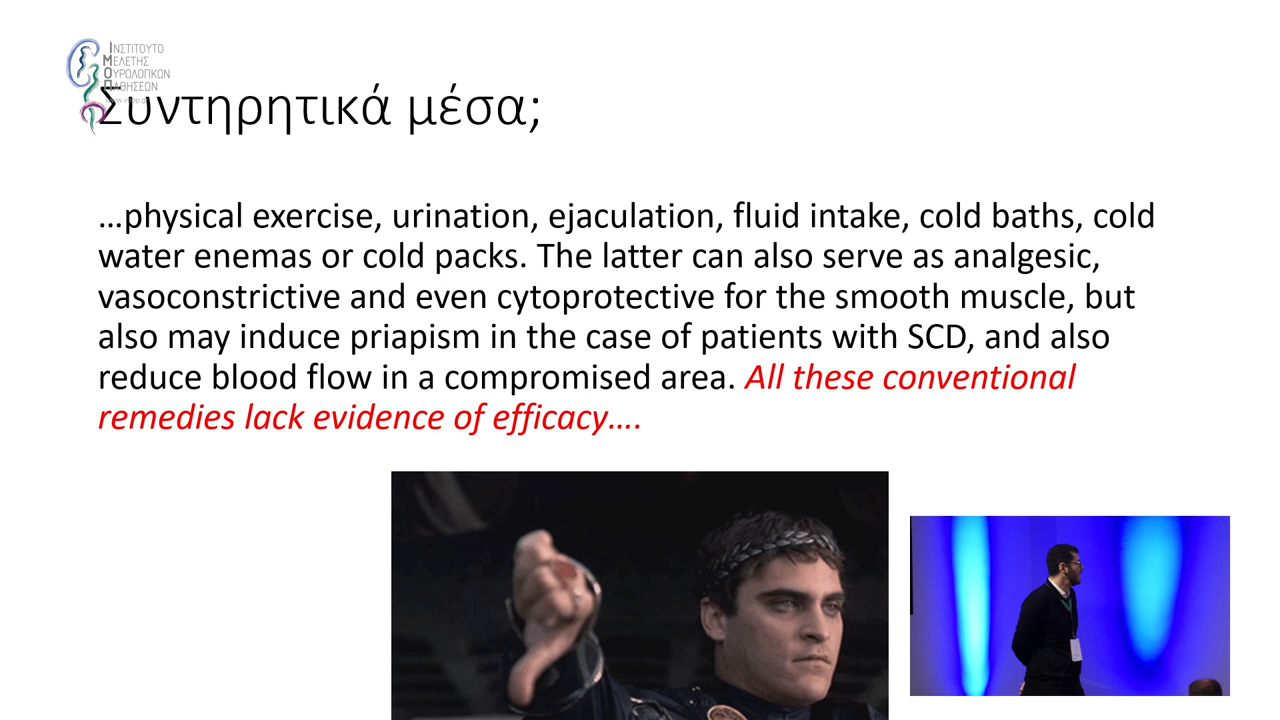 ΙΝΣΤΙΤΟΥΤΟ
ΜΕΛΕΤΗΣ
ΟΥΡΟΛΟΓΙΚΩΝ
ΠΑΘΗΣΕΩΝ
Συντηρητικά μέσα;
…physical exercise, urination, ejaculation, fluid intake, cold baths, cold
water enemas or cold packs. The latter can also serve as analgesic,
vasoconstrictive and even cytoprotective for the smooth muscle, but
also may induce priapism in the case of patients with SCD, and also
reduce blood flow in a compromised area. All these conventional
remedies lack evidence of efficacy….